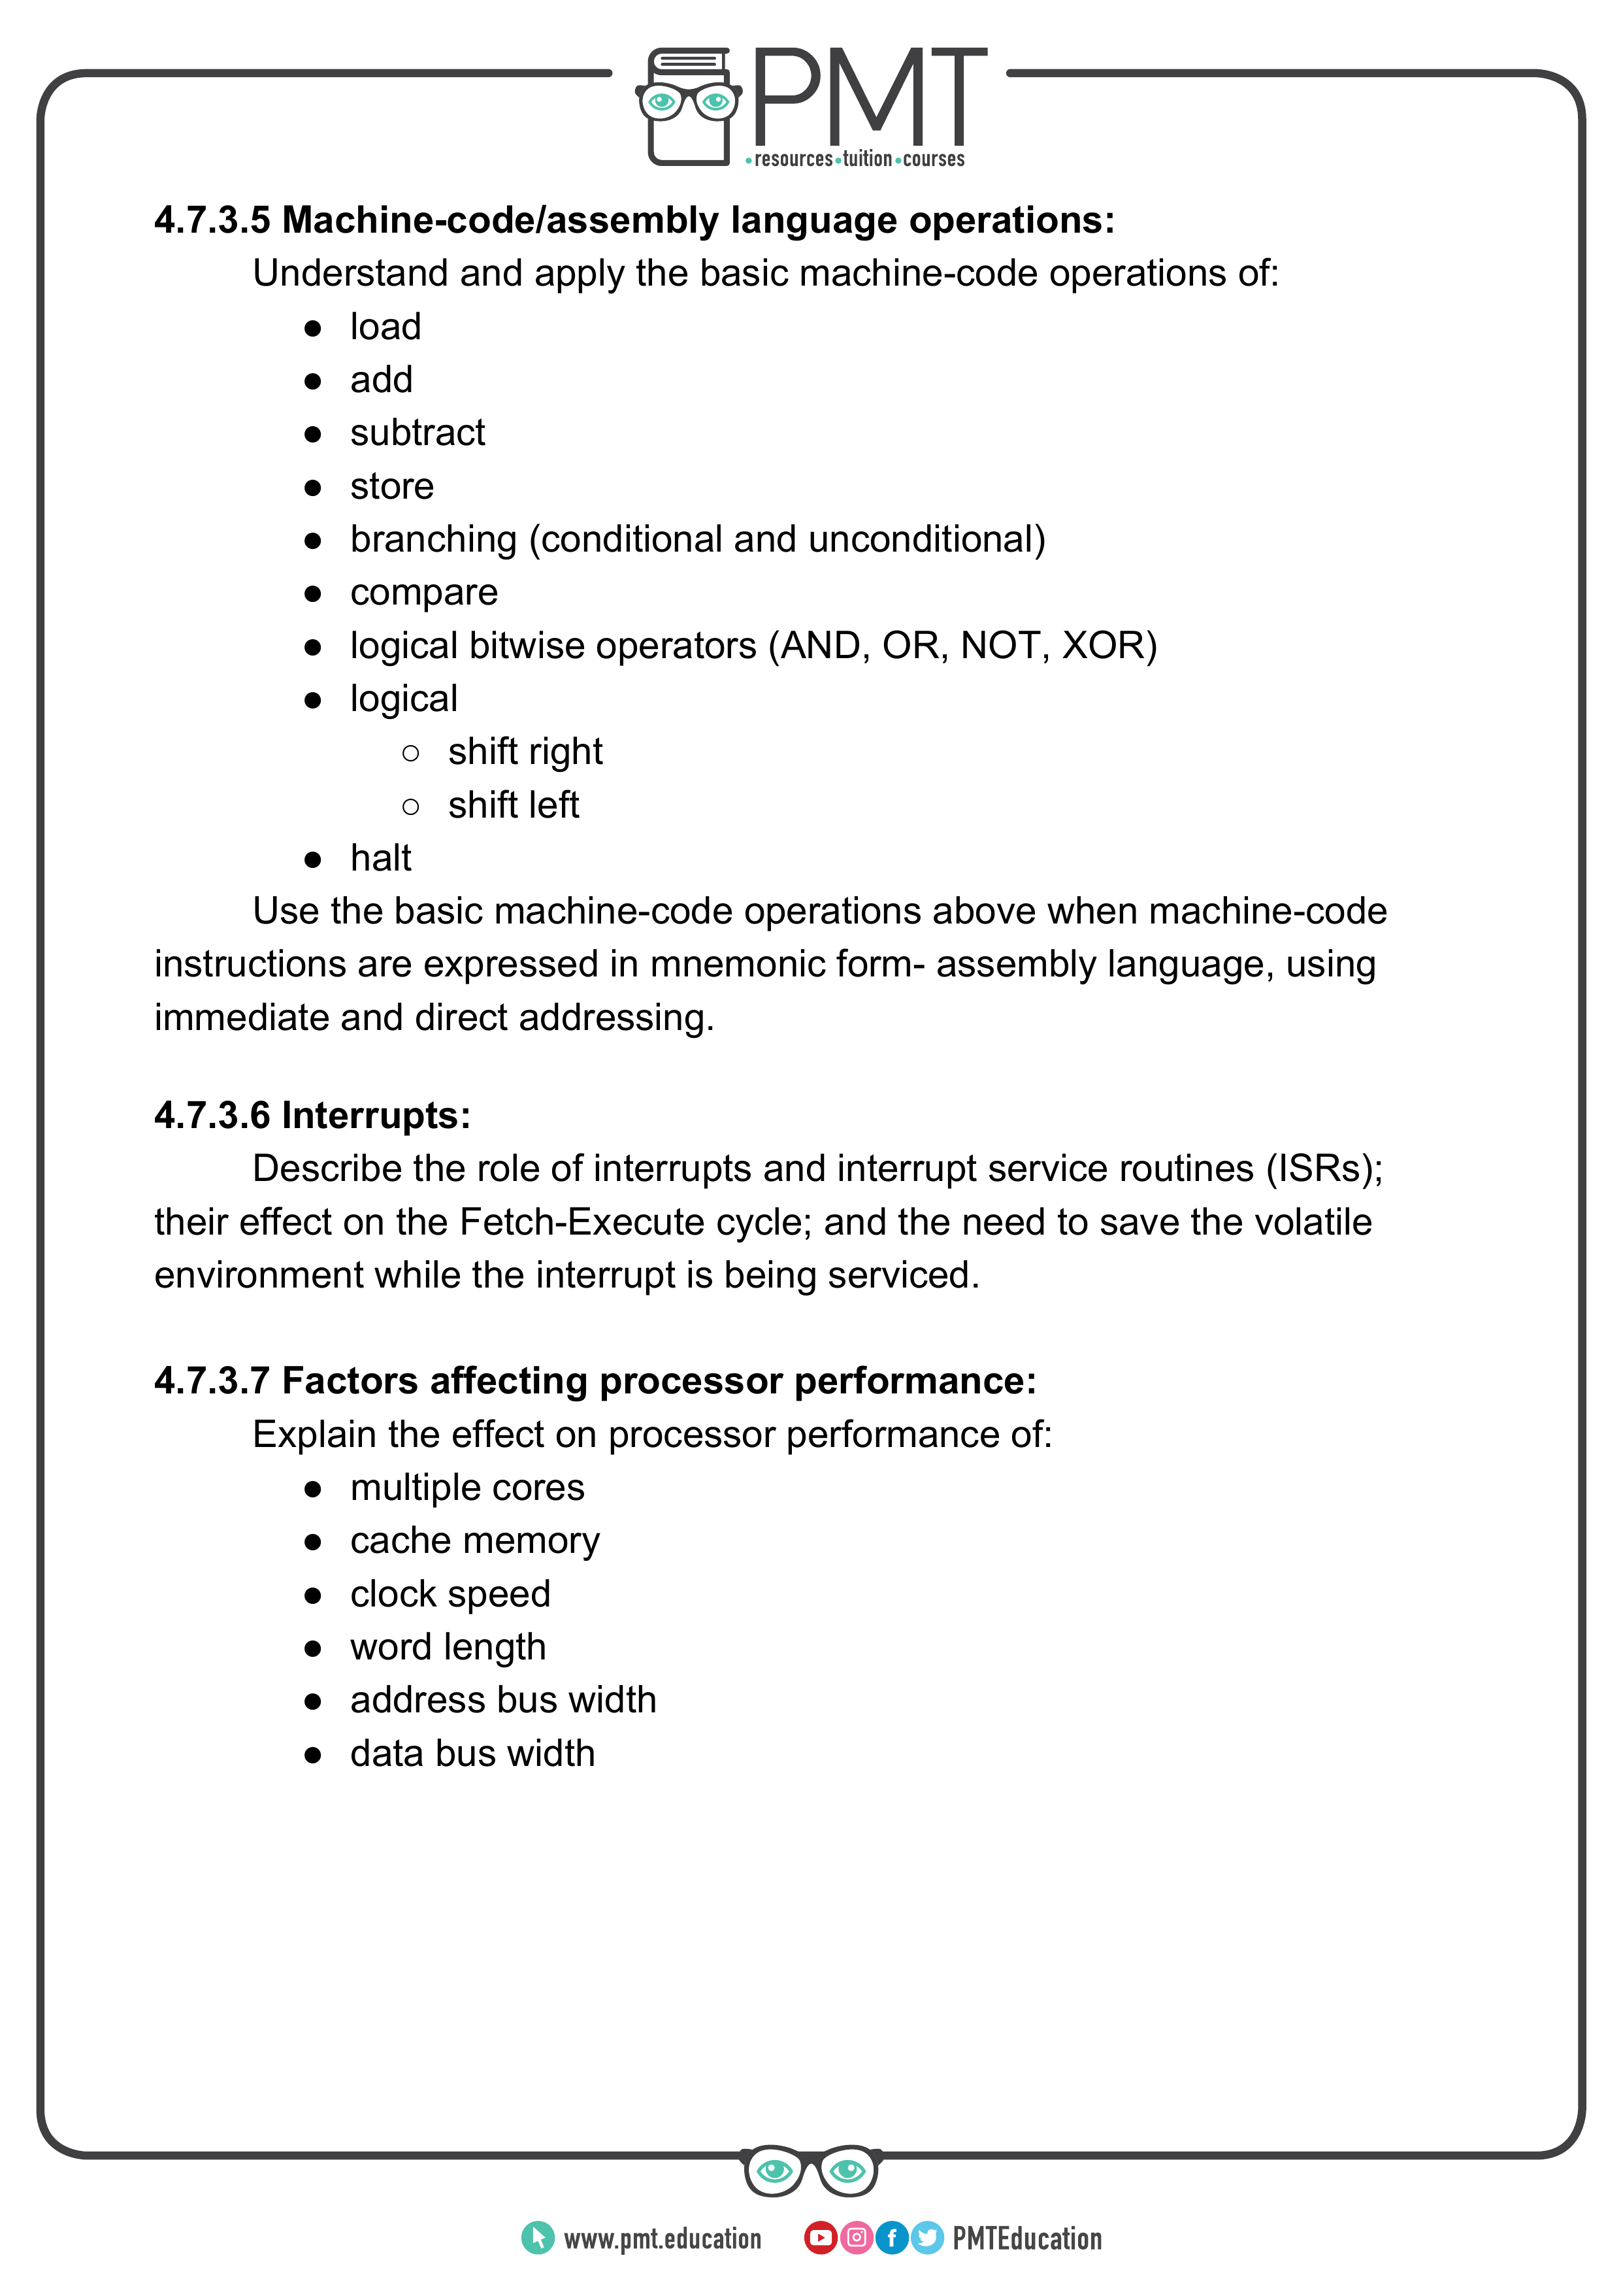 PMT
•resources•tuition•courses
4.7.3.5 Machine-code/assembly language operations:
Understand and apply the basic machine-code operations of:
● load
● add
● subtract
● store
● branching (conditional and unconditional)
● compare
● logical bitwise operators (AND, OR, NOT, XOR)
● logical
○ shift right
○ shift left
● halt
Use the basic machine-code operations above when machine-code
instructions are expressed in mnemonic form- assembly language, using
immediate and direct addressing.
4.7.3.6 Interrupts:
Describe the role of interrupts and interrupt service routines (ISRs);
their effect on the Fetch-Execute cycle; and the need to save the volatile
environment while the interrupt is being serviced.
4.7.3.7 Factors affecting processor performance:
Explain the effect on processor performance of:
● multiple cores
● cache memory
● clock speed
● word length
● address bus width
● data bus width
www.pmt.education PMTEducation